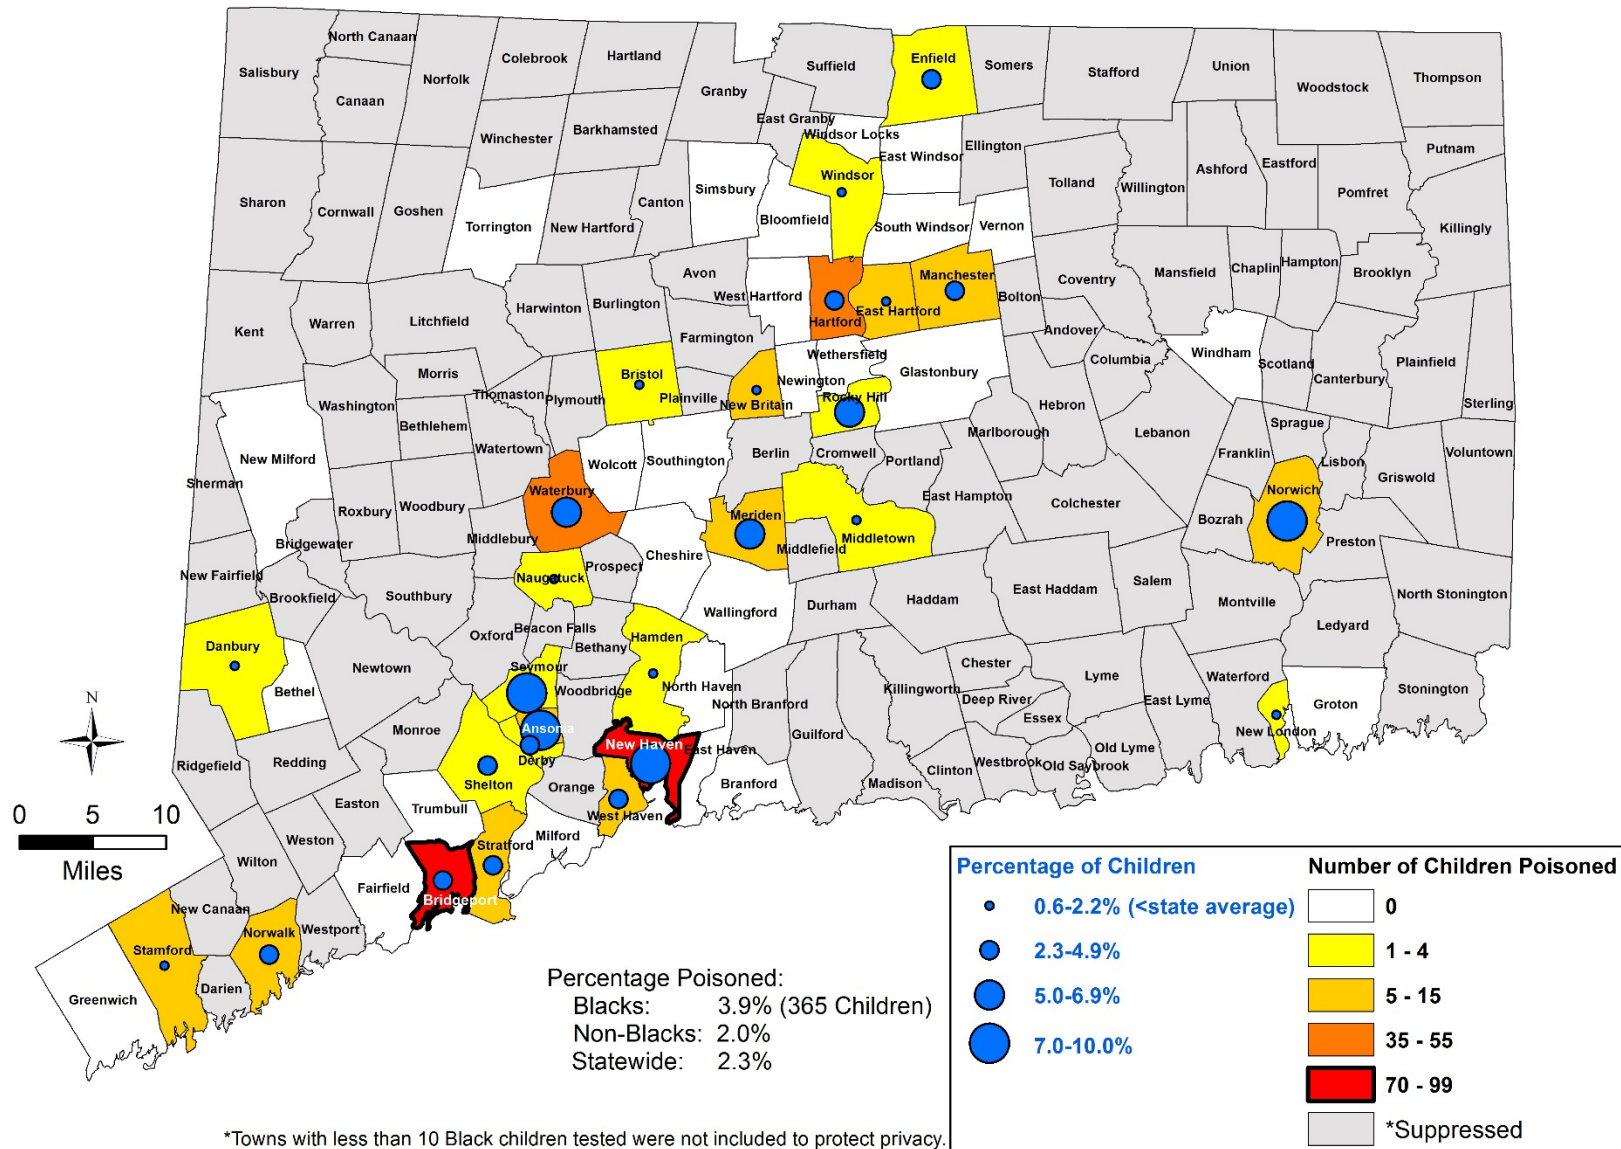 North Canaan
Colebrook
Hartland
Suffield
Enfield
Somers
Stafford
Union
Woodstock
Thompson
Salisbury
Norfolk
Canaan
Granby
East Granby
Windsor Locks
Winchester
Barkhamsted
East Windsor
Ellington
Putnam
Ashford
Eastford
Pomfret
Tolland
Willington
Windsor
Simsbury
Sharon
Cornwall
Goshen
Canton
Torrington
New Hartford
Bloomfield
South Windsor
Vernon
Killingly
Avon
Manchester
Coventry
Mansfield
Chaplin
Hampton
Brooklyn
West Hartford
Bolton
Harwinton
Burlington
Kent
Warren
Litchfield
Hartford
East Hartford
Andover
Farmington
Wethersfield
Columbia
Windham
Scotland
Plainfield
Morris
Bristol
Glastonbury
Newington
Canterbury
Thomaston
Plymouth
Plainville
New Britain
Rocky Hill
Washington
Hebron
Sterling
Bethlehem
Sprague
Marlborough
Lebanon
Watertown
Wolcott
Southington
Berlin
Cromwell
Portland
Franklin
Lisbon
Voluntown
New Milford
Griswold
Sherman
Waterbury
Norwich
Roxbury
Woodbury
East Hampton
Colchester
Meriden
Bozrah
Bridgewater
Middlebury
Middletown
Middlefield
Preston
Cheshire
New Fairfield
Naugatuck
Prospect
Brookfield
Southbury
Wallingford
Durham
Haddam
East Haddam
Salem
Montville
North Stonington
Beacon Falls
Oxford
Hamden
Bethany
Ledyard
Danbury
Newtown
Seymour
Bethel
Woodbridge
North Haven
Chester
Lyme
Waterford
Killingworth
Deep River
East Lyme
Stonington
North Branford
Groton
Essex
Monroe
Ansonia
Guilford
New London
New Haven
East Haven
Old Lyme
Derby
Ridgefield
Redding
Westbrook
Old Saybrook
Clinton
Shelton
Orange
Branford
Madison
Easton
Trumbull
West Haven
Weston
Milford
Stratford
Wilton
Fairfield
Bridgeport
New Canaan
Westport
Norwalk
Stamford
Darien
Greenwich
N
0 5 10
Miles
Percentage Poisoned:
Blacks: 3.9% (365 Children)
Non-Blacks: 2.0%
Statewide: 2.3%
Percentage of Children
0.6-2.2% (<state average)
2.3-4.9%
5.0-6.9%
7.0-10.0%
Number of Children Poisoned
0
1 - 4
5 - 15
35 - 55
70 - 99
*Suppressed
*Towns with less than 10 Black children tested were not included to protect privacy.